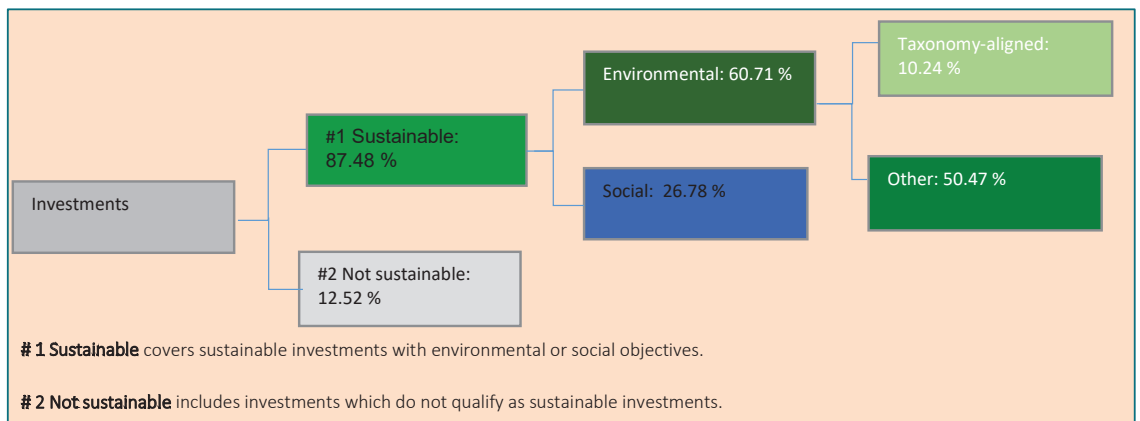 Taxonomy-aligned:
10.24 %
Environmental: 60.71 %
#1 Sustainable:
87.48 %
Other: 50.47 %
Social:  26.78 %
Investments
#2 Not sustainable:
12.52 %
# 1 Sustainable covers sustainable investments with environmental or social objectives.
# 2 Not sustainable includes investments which do not qualify as sustainable investments.